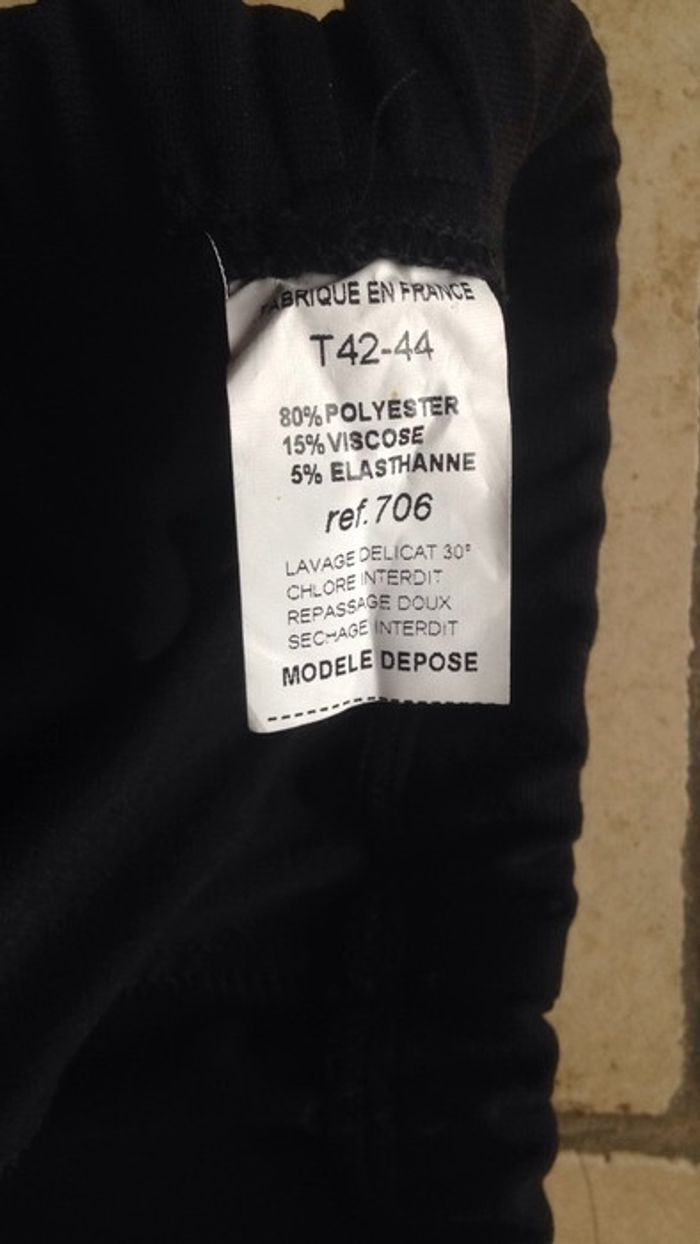 FABRIQUE EN FRANCE
T42-44
80% POLYESTER
15% VISCOSE
5% ELASTHANNE
ref. 706
LAVAGE DELICAT 30°
CHLORE INTERDIT
REPASSAGE DOUX
SECHAGE INTERDIT
MODELE DEPOSE